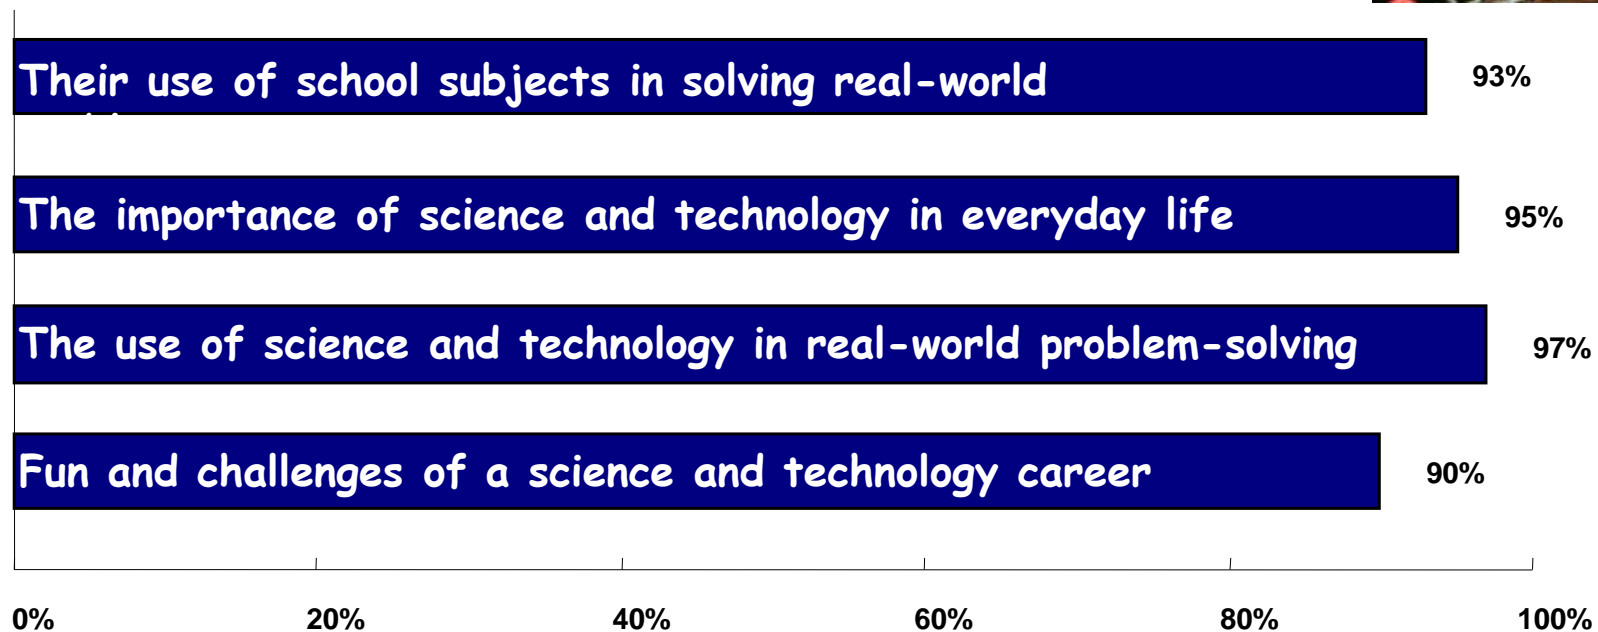 Their use of school subjects in solving real-world
93%
The importance of science and technology in everyday life
95%
The use of science and technology in real-world problem-solving
97%
Fun and challenges of a science and technology career
90%
0% 20% 40% 60% 80% 100%